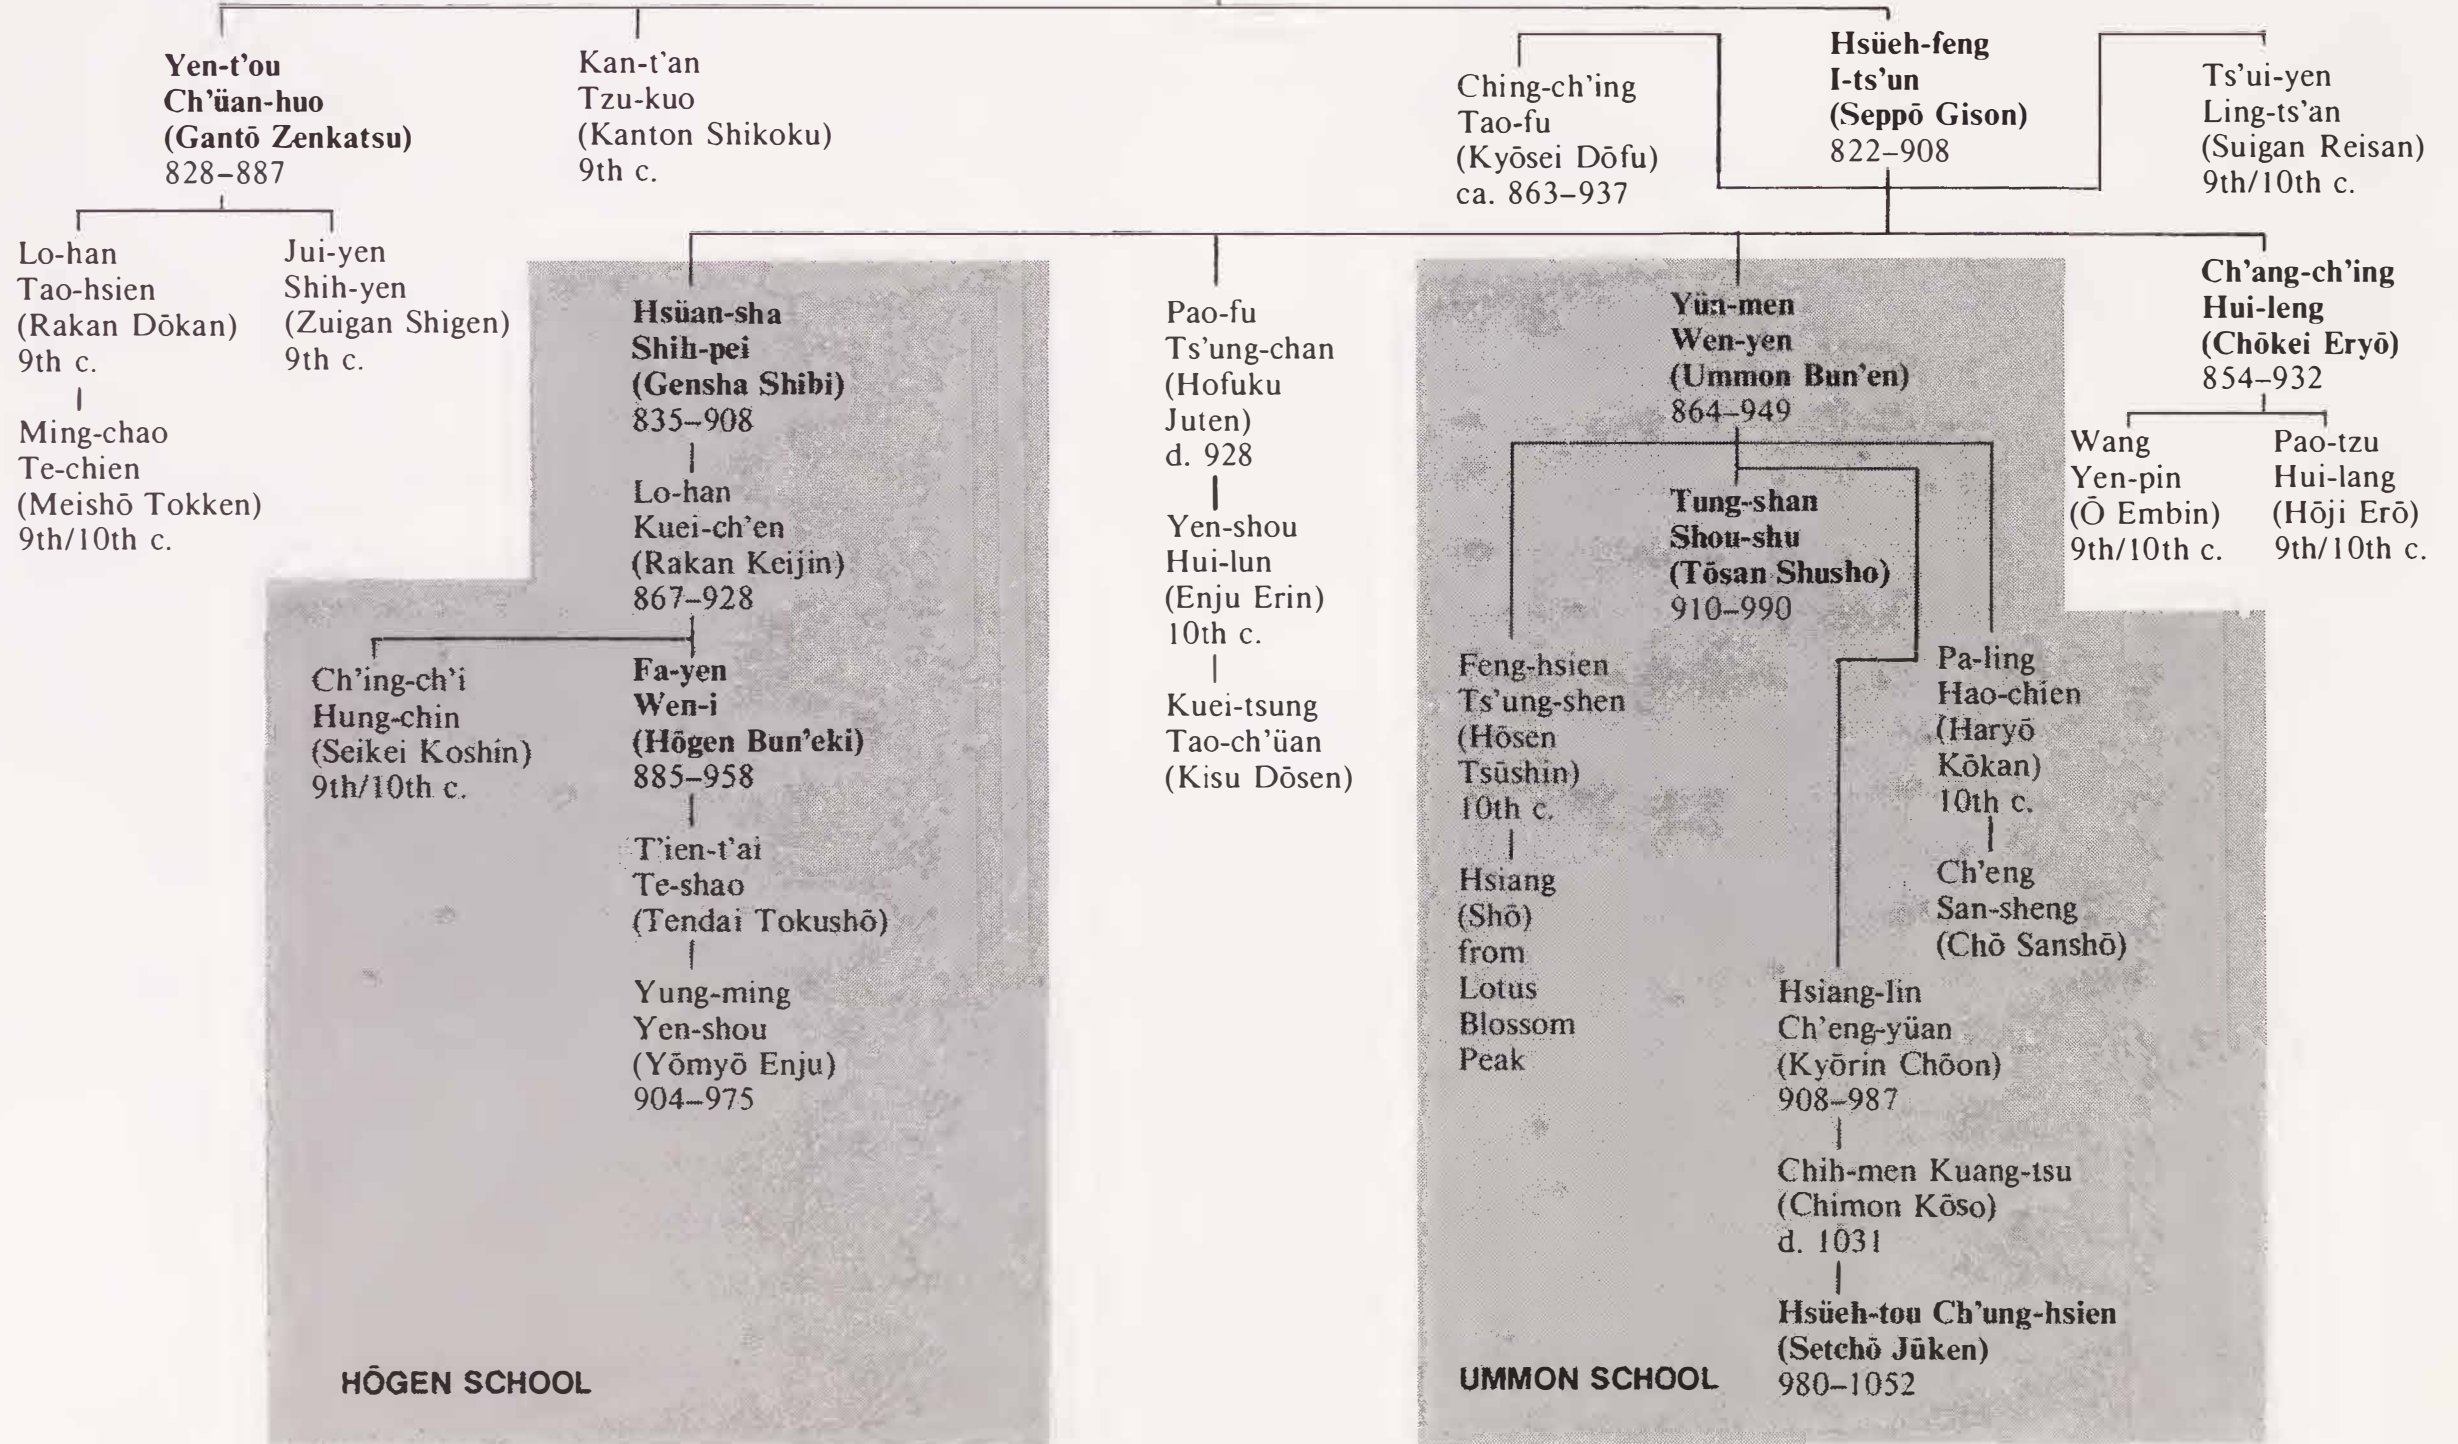 Yen-t’ou
Ch’üan-huo
(Gantō Zenkatsu)
828–887
Kan-t’an
Tzu-kuo
(Kanton Shikoku)
9th c.
Ching-ch’ing
Tao-fu
(Kyōsei Dōfu)
ca. 863–937
Hsüeh-feng
I-ts’un
(Seppō Gison)
822–908
Ts’ui-yen
Ling-ts’an
(Suigan Reisan)
9th/10th c.
Lo-han
Tao-hsien
(Rakan Dōkan)
9th c.
Jui-yen
Shih-yen
(Zuigan Shigen)
9th c.
Ming-chao
Te-chien
(Meishō Tokken)
9th/10th c.
Hsüan-sha
Shih-pei
(Gensha Shibi)
835–908
Lo-han
Kuei-ch’en
(Rakan Keijin)
867–928
Ch’ing-ch’i
Hung-chin
(Seikei Koshin)
9th/10th c.
Fa-yen
Wen-i
(Hōgen Bun’eki)
885–958
T’ien-t’ai
Te-shao
(Tendai Tokushō)
Yung-ming
Yen-shou
(Yōmyō Enju)
904–975
HŌGEN SCHOOL
Pao-fu
Ts’ung-chan
(Hofuku
Juten)
d. 928
Yen-shou
Hui-lun
(Enju Erin)
10th c.
Kuei-tsung
Tao-ch’üan
(Kisu Dōsen)
Yün-men
Wen-yen
(Ummon Bun’en)
864–949
Tung-shan
Shou-shu
(Tōsan Shusho)
910–990
Feng-hsien
Ts’ung-shen
(Hōsen
Tsūshin)
10th c.
Hsiang
(Shō)
from
Lotus
Blossom
Peak
Pa-ling
Hao-chien
(Haryō
Kōkan)
10th c.
Ch’eng
San-sheng
(Chō Sanshō)
Hsiang-lin
Ch’eng-yüan
(Kyōrin Chōon)
908–987
Chih-men Kuang-tsu
(Chimon Kōso)
d. 1031
Hsüeh-tou Ch’ung-hsien
(Setchō Jūken)
980–1052
UMMON SCHOOL
Ch’ang-ch’ing
Hui-leng
(Chōkei Eryō)
854–932
Wang
Yen-pin
(Ō Embin)
9th/10th c.
Pao-tzu
Hui-lang
(Hōji Erō)
9th/10th c.